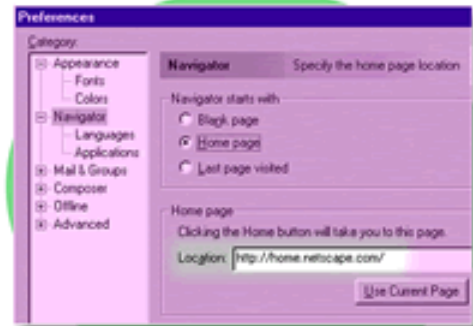 Preferences
Category:
Appearance
Fonts
Colors
Navigator
Languages
Applications
Mail & Groups
Composer
Offline
Advanced
Navigator Specify the home page location
Navigator starts with
Blank page
Home page
Last page visited
Home page
Clicking the Home button will take you to this page.
Location: http://home.netscape.com/
Use Current Page